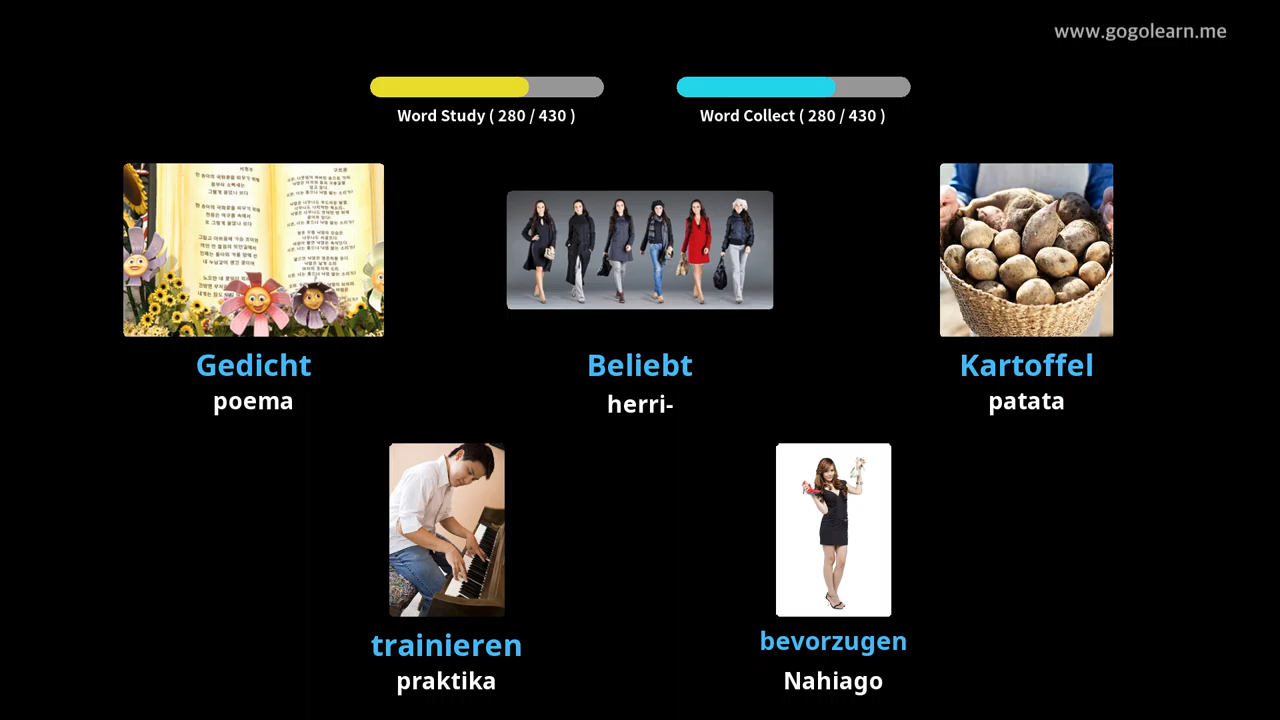 www.gogolearn.me
Word Study ( 280 / 430 )
Word Collect ( 280 / 430 )
Gedicht
poema
Beliebt
herri-
Kartoffel
patata
trainieren
praktika
bevorzugen
Nahiago